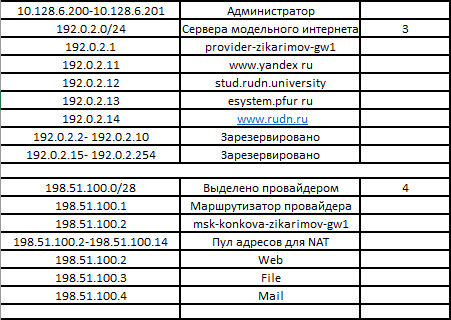 10.128.6.200-10.128.6.201 Администратор
192.0.2.0/24 Сервера модельного интернета 3
192.0.2.1 provider-zikarimov-gw1
192.0.2.11 www.yandex ru
192.0.2.12 stud.rudn.university
192.0.2.13 esystem.pfur ru
192.0.2.14 www.rudn.ru
192.0.2.2- 192.0.2.10 Зарезервировано
192.0.2.15- 192.0.2.254 Зарезервировано
198.51.100.0/28 Выделено провайдером 4
198.51.100.1 Маршрутизатор провайдера
198.51.100.2 msk-konkova-zikarimov-gw1
198.51.100.2-198.51.100.14 Пул адресов для NAT
198.51.100.2 Web
198.51.100.3 File
198.51.100.4 Mail